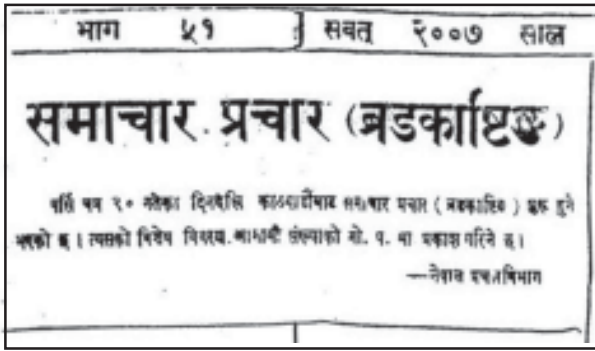 भाग ५१ सवत् २००७ साल
समाचार प्रचार (ब्रडकाष्टिङ)
१० गतेका दिनदेखि काठमाडौंबाट समाचार प्रचार ( ब्रडकाष्टिङ ) शुरू हुने
भएको छ । त्यसको विशेष विवरण आगामी संख्याको गो. प. मा प्रकाश गरिने छ ।
—नेपाल प्रचारविभाग